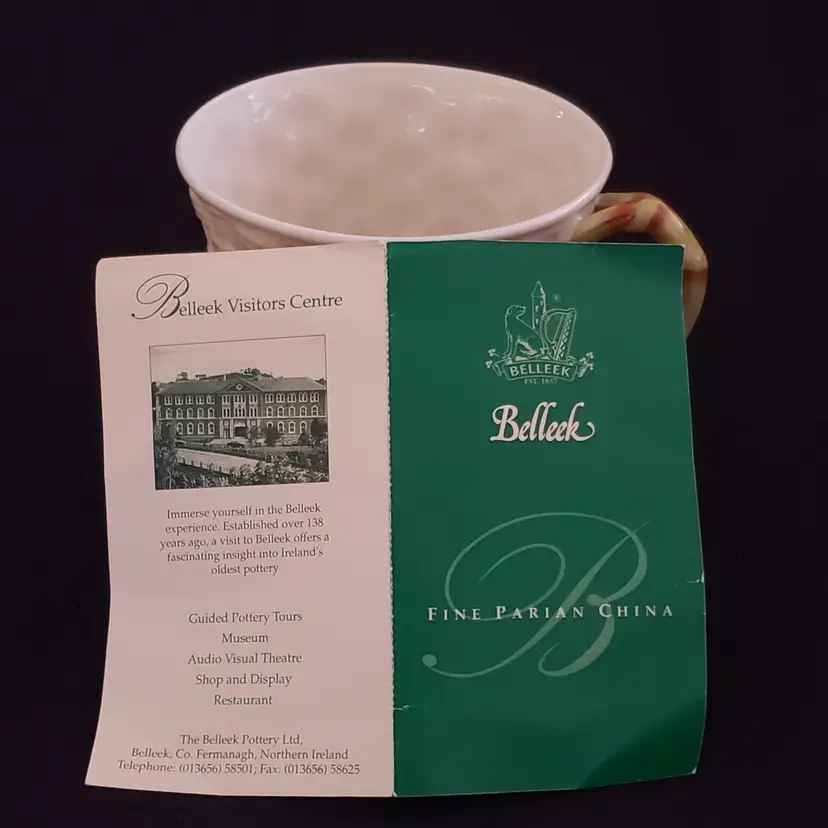 Belleek Visitors Centre
Immerse yourself in the Belleek
experience. Established over 138
years ago, a visit to Belleek offers a
fascinating insight into Ireland's
oldest pottery
Guided Pottery Tours
Museum
Audio Visual Theatre
Shop and Display
Restaurant
The Belleek Pottery Ltd,
Belleek, Co. Fermanagh, Northern Ireland
Telephone: (013656) 58501; Fax: (013656) 58625
®
BELLEEK
EST. 1857
Belleek
B
FINE PARIAN CHINA